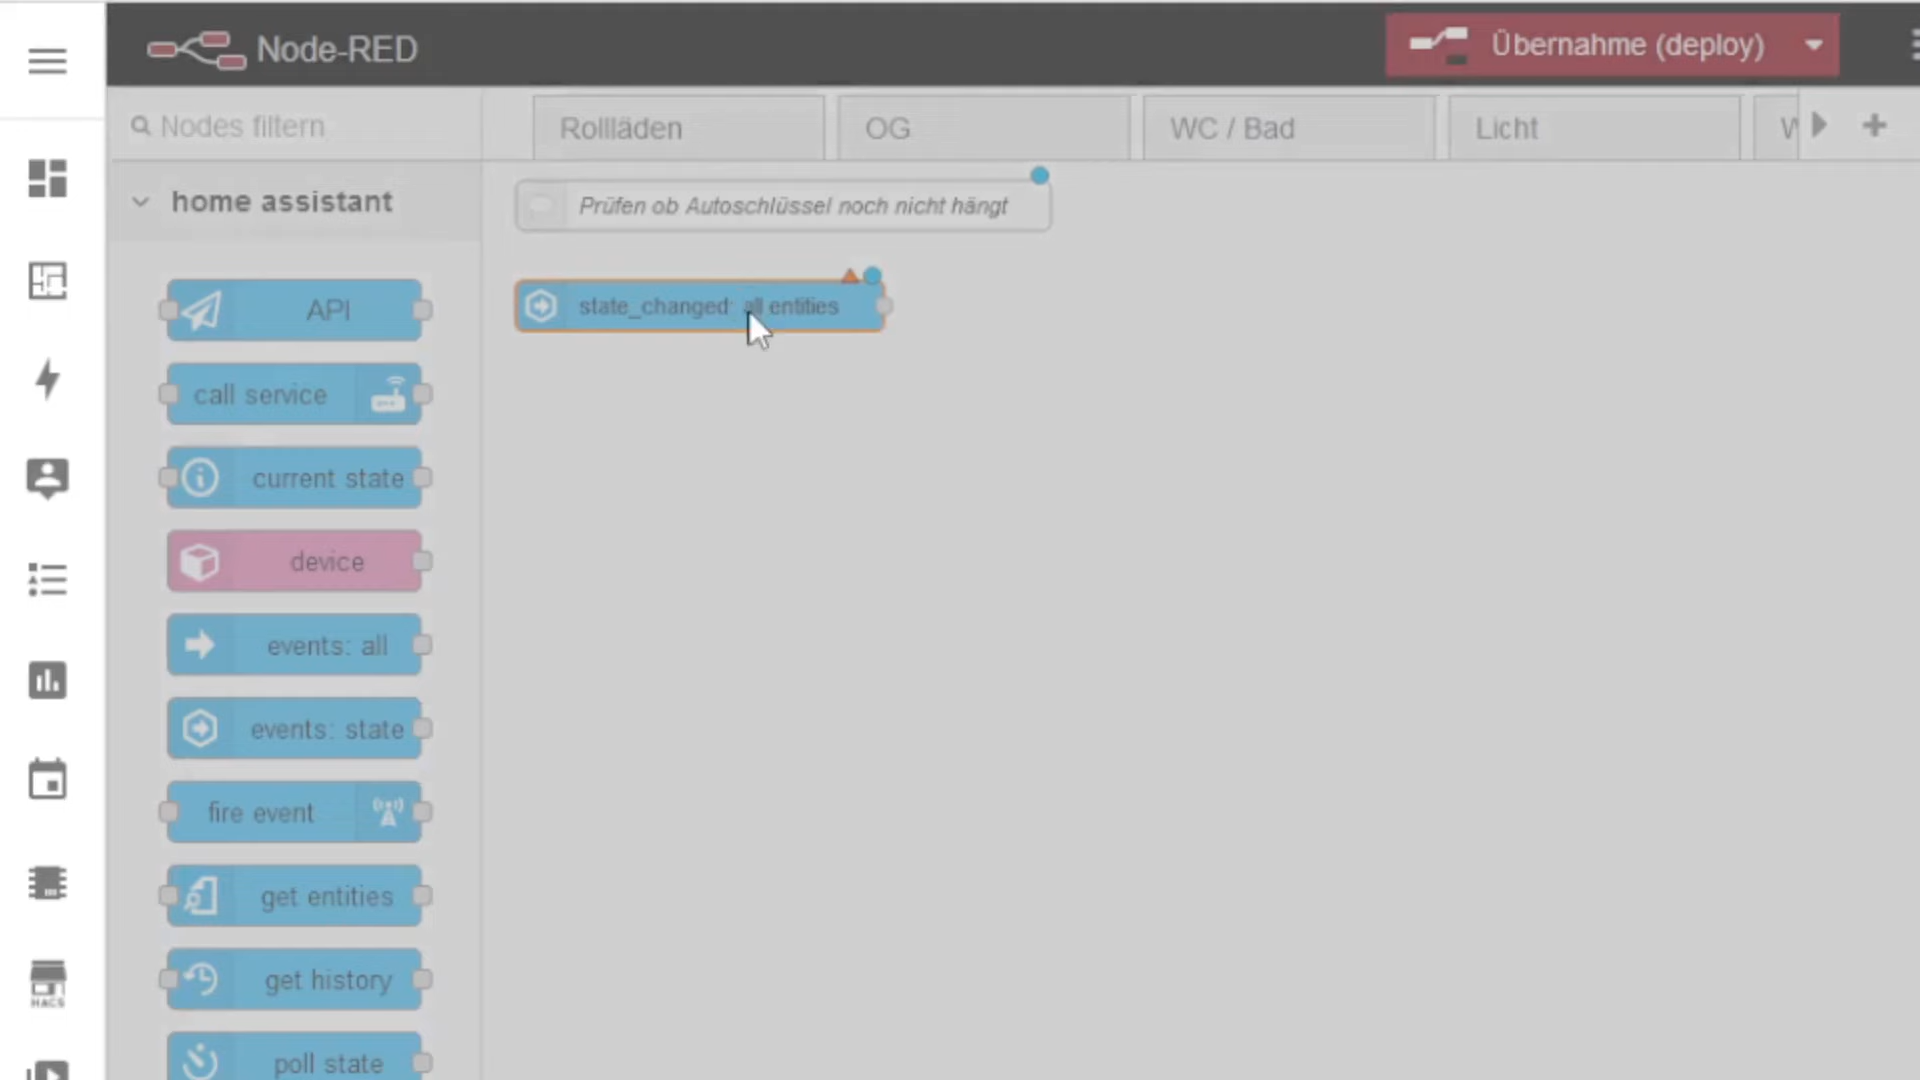 Node-RED
Übernahme (deploy)
Nodes filtern
Rollläden
OG
WC / Bad
Licht
home assistant
Prüfen ob Autoschlüssel noch nicht hängt
state_changed: all entities
API
call service
current state
device
events: all
events: state
fire event
get entities
HACS
get history
poll state